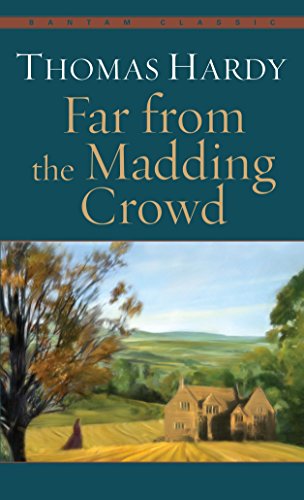 BANTAM CLASSIC
THOMAS HARDY
Far from
the Madding
Crowd